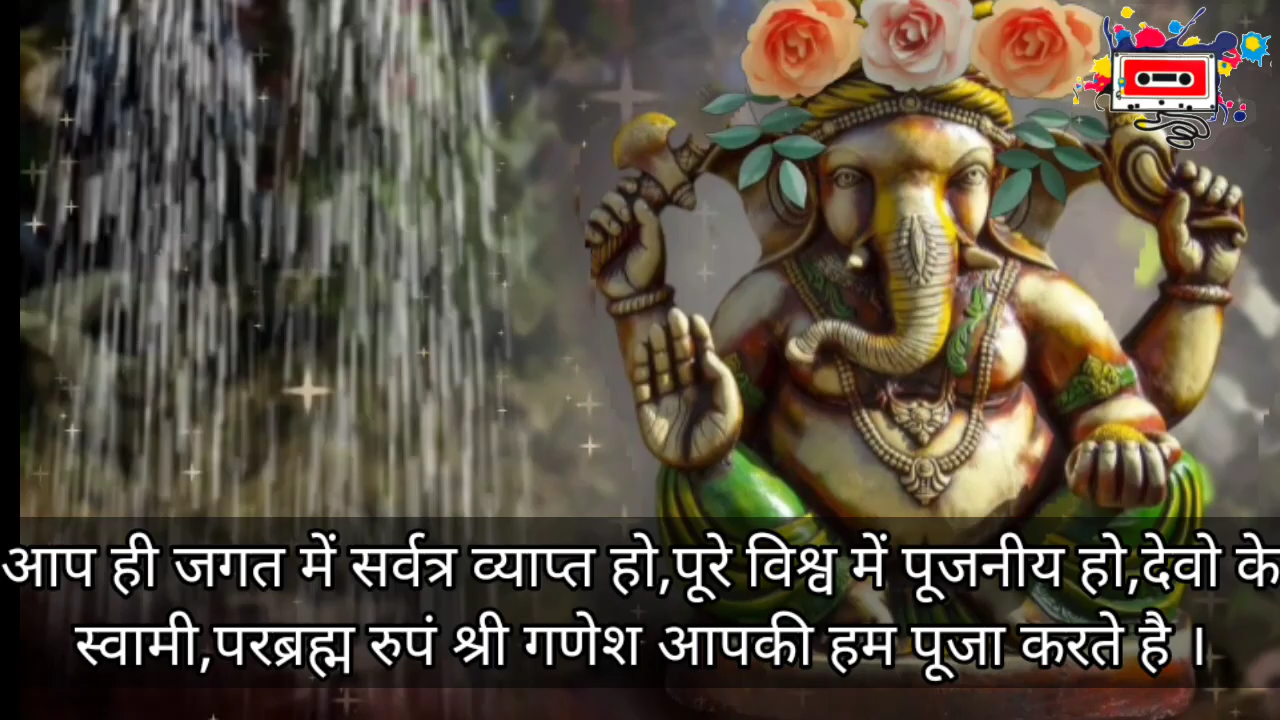 आप ही जगत में सर्वत्र व्याप्त हो,पूरे विश्व में पूजनीय हो,देवो के
स्वामी,परब्रह्म रुपं श्री गणेश आपकी हम पूजा करते है ।